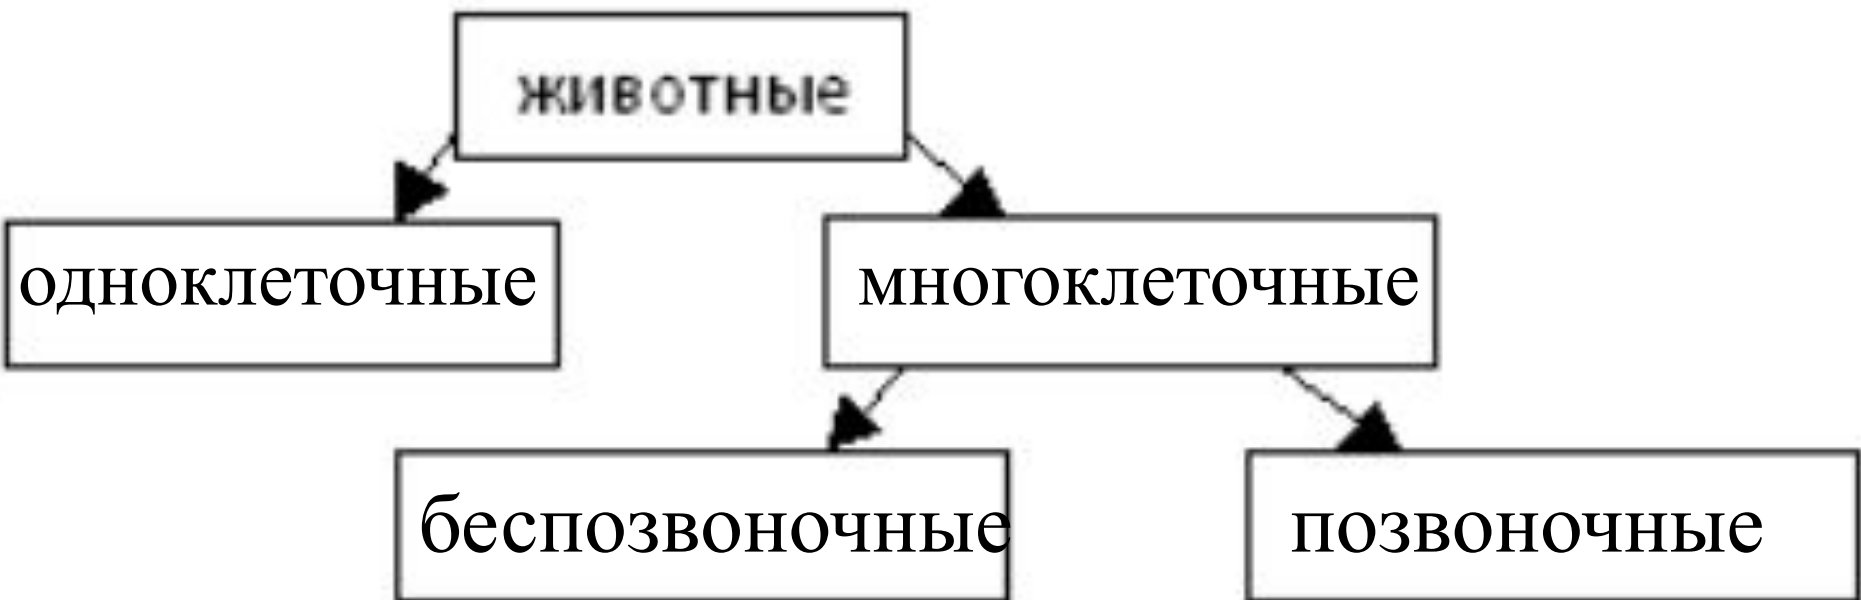 животные
одноклеточные
многоклеточные
беспозвоночные
позвоночные